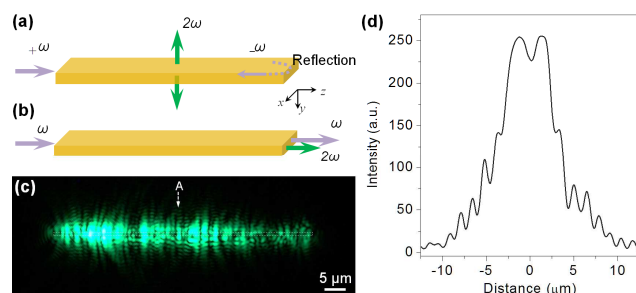 (a)
2ω
+ω
-ω
Reflection
x
y
z
(b)
ω
ω
2ω
(c)
A
5 μm
(d)
Intensity (a.u.)
250
200
150
100
50
0
-10 -5 0 5 10
Distance (μm)